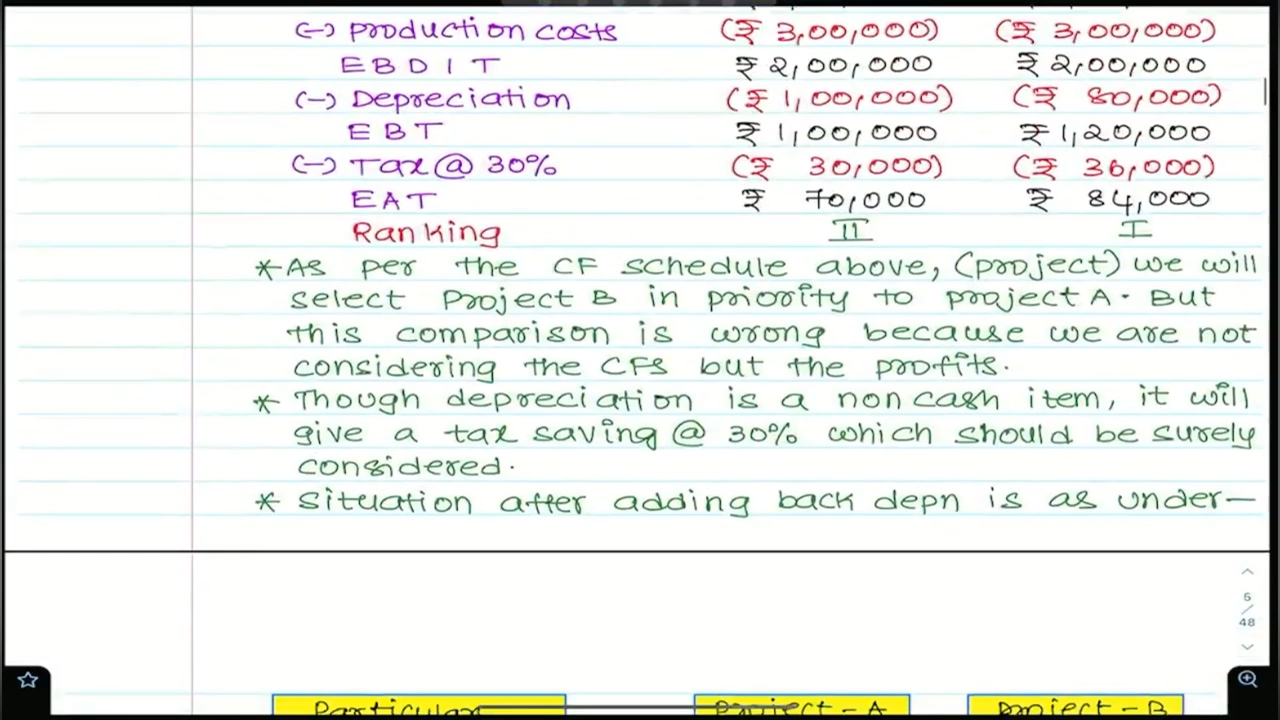 (-) Production costs (₹ 3,00,000) (₹ 3,00,000)
EBDIT ₹ 2,00,000 ₹ 2,00,000
(-) Depreciation (₹ 1,00,000) (₹ 80,000)
EBT ₹ 1,00,000 ₹ 1,20,000
(-) Tax @ 30% (₹ 30,000) (₹ 36,000)
EAT ₹ 70,000 ₹ 84,000
Ranking II I
* As per the CF schedule above, (project) we will
select Project B in priority to project A. But
this comparison is wrong because we are not
considering the CFs but the profits.
* Though depreciation is a non cash item, it will
give a tax saving @ 30% which should be surely
considered.
* Situation after adding back depn is as under—
5
/
48
Particular Project - A Project - B